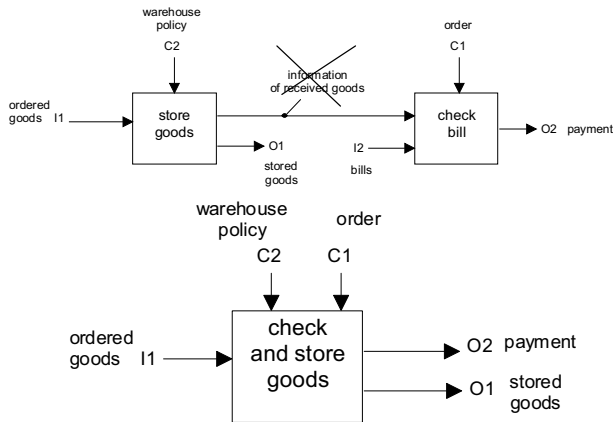 warehouse
policy
C2
order
C1
information
of received goods
ordered
goods I1
store
goods
check
bill
O2 payment
O1
stored
goods
I2
bills
warehouse
policy
C2
order
C1
ordered
goods I1
check
and store
goods
O2 payment
O1 stored
goods